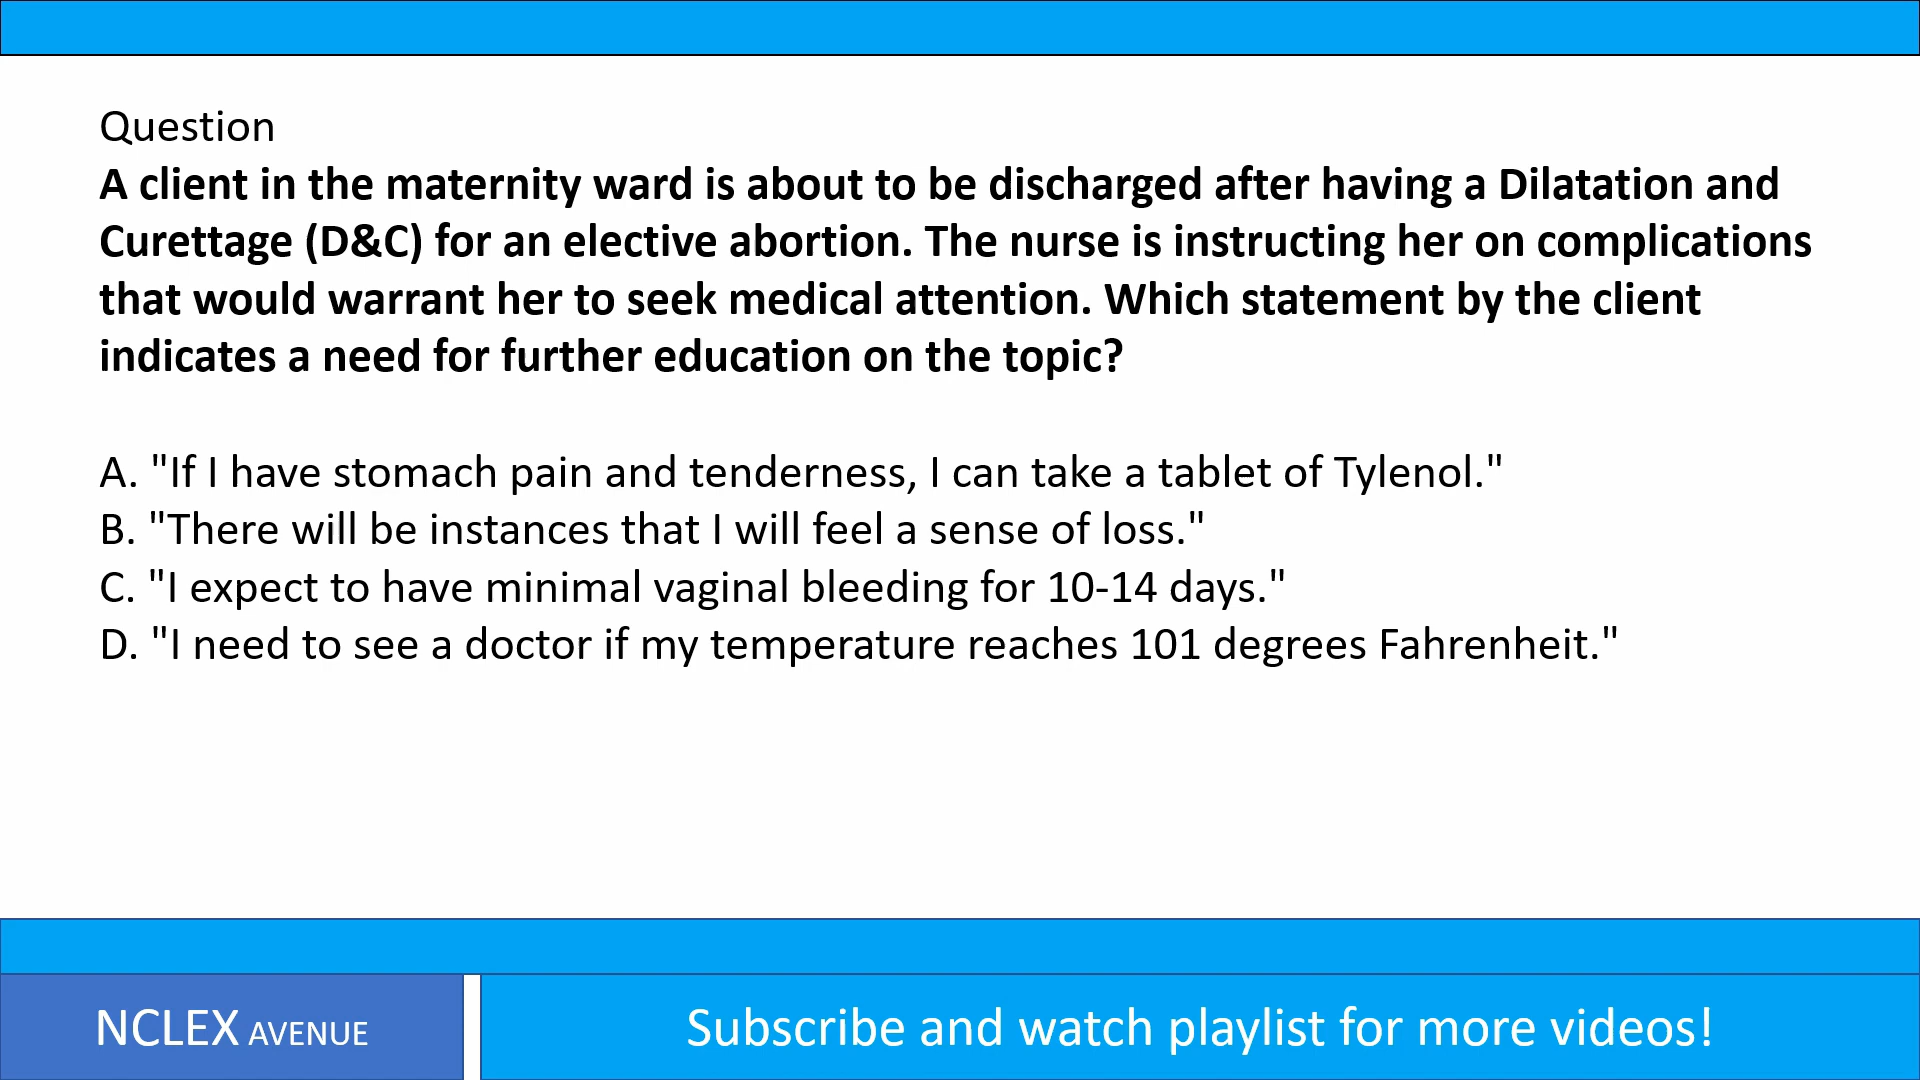 Question
A client in the maternity ward is about to be discharged after having a Dilatation and
Curettage (D&C) for an elective abortion. The nurse is instructing her on complications
that would warrant her to seek medical attention. Which statement by the client
indicates a need for further education on the topic?
A. "If I have stomach pain and tenderness, I can take a tablet of Tylenol."
B. "There will be instances that I will feel a sense of loss."
C. "I expect to have minimal vaginal bleeding for 10-14 days."
D. "I need to see a doctor if my temperature reaches 101 degrees Fahrenheit."
NCLEX AVENUE
Subscribe and watch playlist for more videos!